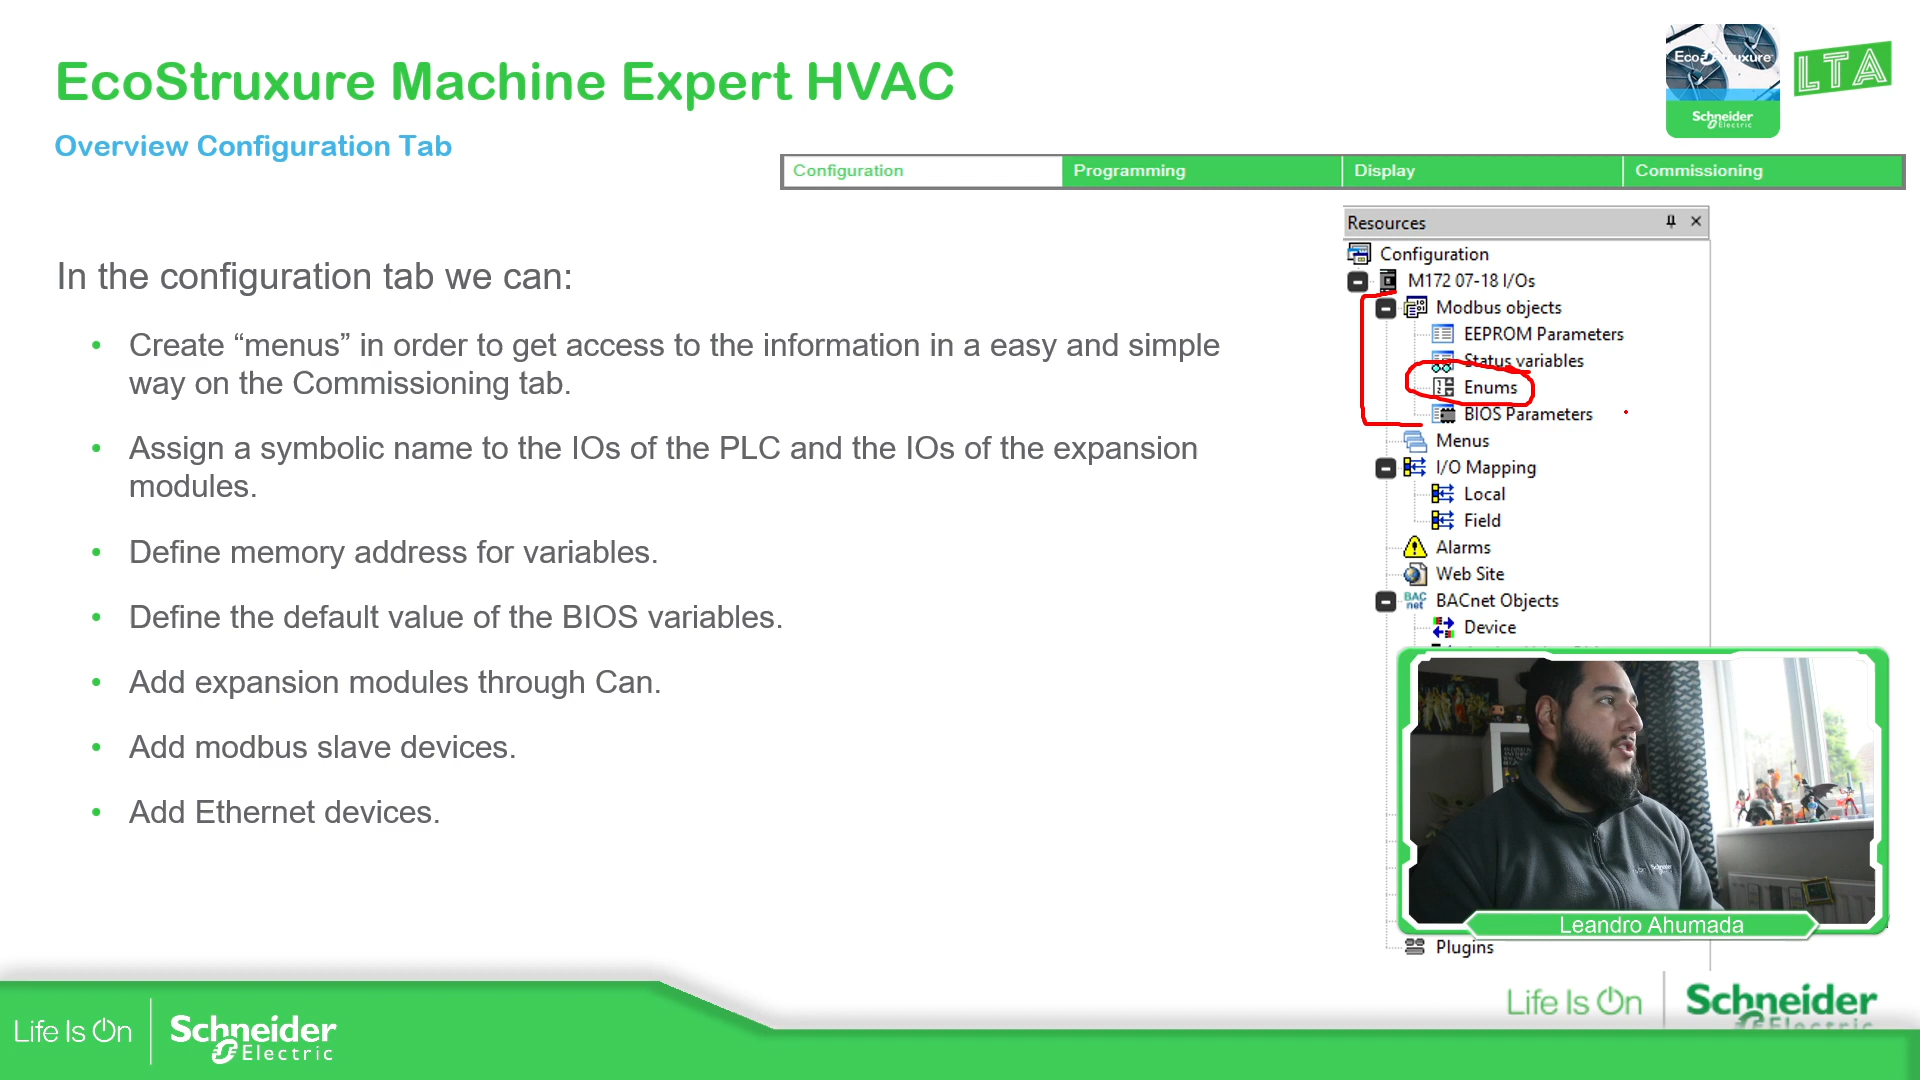 EcoStruxure Machine Expert HVAC
Overview Configuration Tab
EcoStruxure
Schneider
Electric
LTA
Configuration
Programming
Display
Commissioning
Resources
Configuration
M172 07-18 I/Os
Modbus objects
EEPROM Parameters
Status variables
Enums
BIOS Parameters
Menus
I/O Mapping
Local
Field
Alarms
Web Site
BACnet Objects
Device
Plugins
In the configuration tab we can:
• Create “menus” in order to get access to the information in a easy and simple
way on the Commissioning tab.
• Assign a symbolic name to the IOs of the PLC and the IOs of the expansion
modules.
• Define memory address for variables.
• Define the default value of the BIOS variables.
• Add expansion modules through Can.
• Add modbus slave devices.
• Add Ethernet devices.
Schneider
Leandro Ahumada
Life Is On
Schneider
Electric
Life Is On
Schneider
Electric